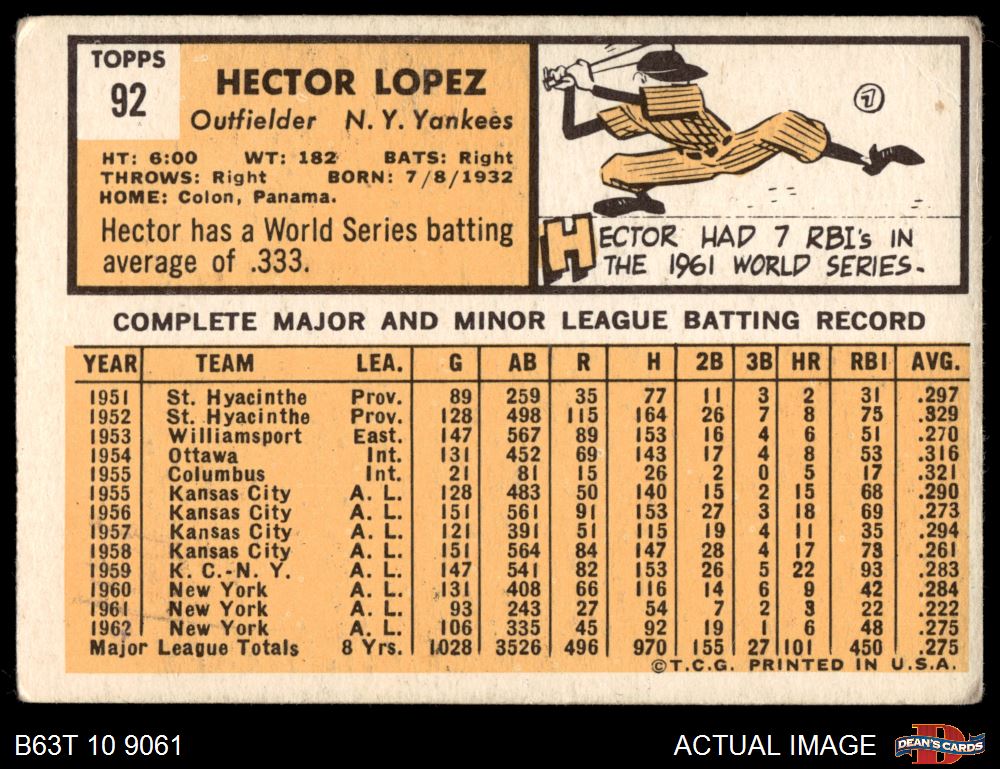 TOPPS
92
HECTOR LOPEZ
Outfielder N. Y. Yankees
HT: 6:00 WT: 182 BATS: Right
THROWS: Right BORN: 7/8/1932
HOME: Colon, Panama.
Hector has a World Series batting
average of .333.
7
HECTOR HAD 7 RBI's IN
THE 1961 WORLD SERIES.
COMPLETE MAJOR AND MINOR LEAGUE BATTING RECORD
YEAR TEAM LEA. G AB R H 2B 3B HR RBI AVG.
1951 St. Hyacinthe Prov. 89 259 35 77 11 3 2 31 .297
1952 St. Hyacinthe Prov. 128 498 115 164 26 7 8 75 .329
1953 Williamsport East. 147 567 89 153 16 4 6 51 .270
1954 Ottawa Int. 131 452 69 143 17 4 8 53 .316
1955 Columbus Int. 21 81 15 26 2 0 5 17 .321
1955 Kansas City A. L. 128 483 50 140 15 2 15 68 .290
1956 Kansas City A. L. 151 561 91 153 27 3 18 69 .273
1957 Kansas City A. L. 121 391 51 115 19 4 11 35 .294
1958 Kansas City A. L. 151 564 84 147 28 4 17 73 .261
1959 K. C.-N. Y. A. L. 147 541 82 153 26 5 22 93 .283
1960 New York A. L. 131 408 66 116 14 6 9 42 .284
1961 New York A. L. 93 243 27 54 7 2 3 22 .222
1962 New York A. L. 106 335 45 92 19 1 6 48 .275
Major League Totals 8 Yrs. 1028 3526 496 970 155 27 101 450 .275
©T.C.G. PRINTED IN U.S.A.
B63T 10 9061
ACTUAL IMAGE
D
DEAN'S CARDS